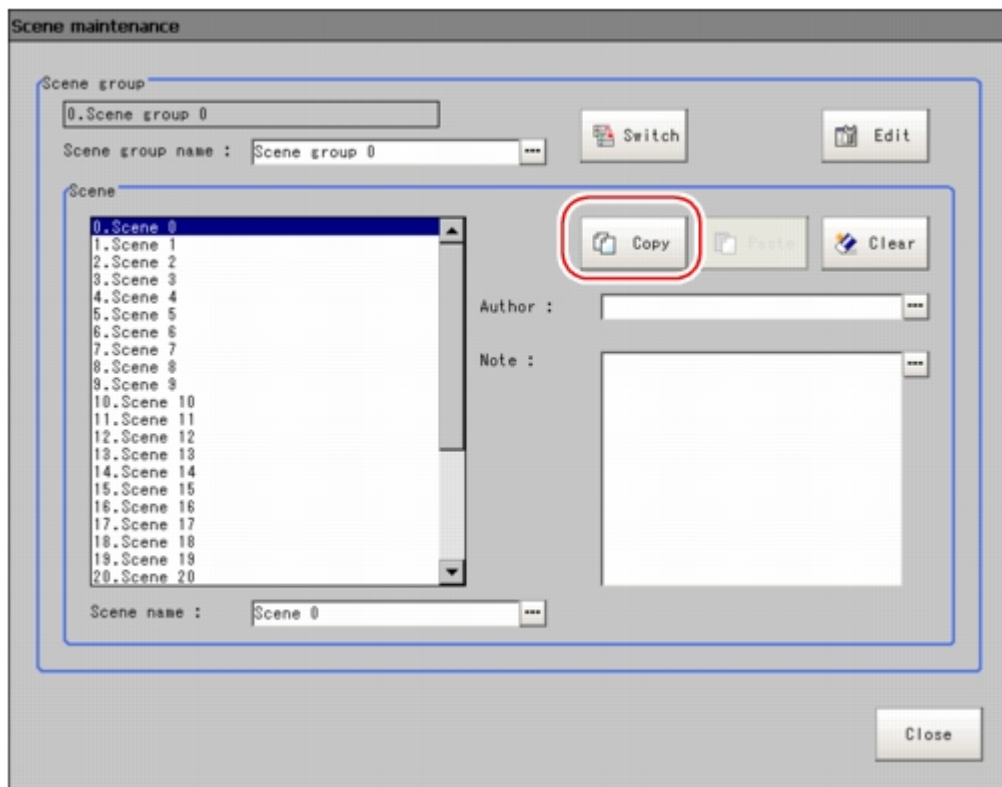 Scene maintenance
Scene group
0.Scene group 0
Scene group name :
Scene group 0
Switch
Edit
Scene
0.Scene 0
1.Scene 1
2.Scene 2
3.Scene 3
4.Scene 4
5.Scene 5
6.Scene 6
7.Scene 7
8.Scene 8
9.Scene 9
10.Scene 10
11.Scene 11
12.Scene 12
13.Scene 13
14.Scene 14
15.Scene 15
16.Scene 16
17.Scene 17
18.Scene 18
19.Scene 19
20.Scene 20
Copy
Paste
Clear
Author :
Note :
Scene name :
Scene 0
Close